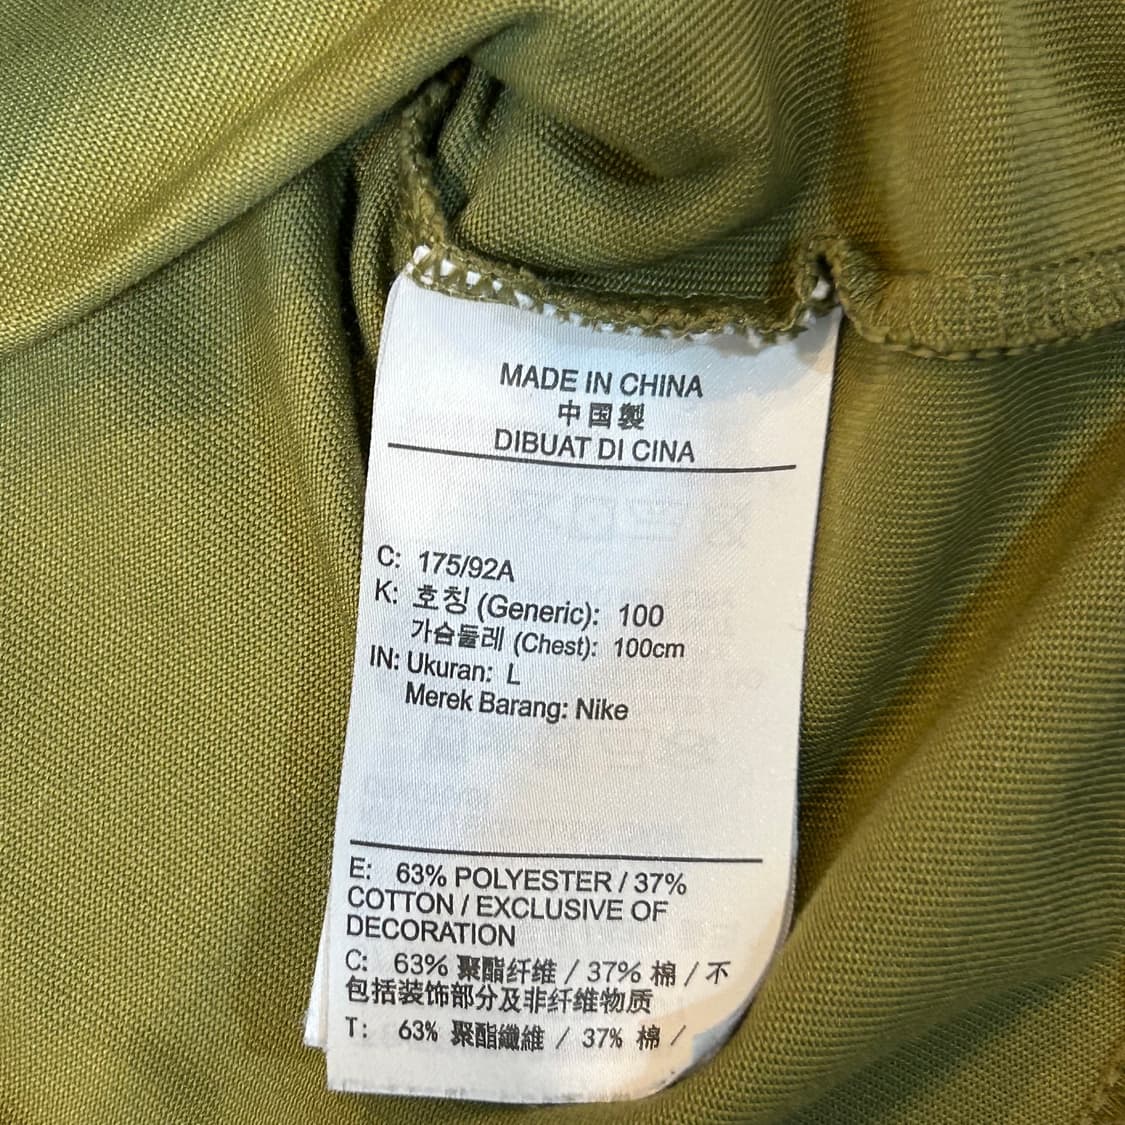 MADE IN CHINA
中国製
DIBUAT DI CINA
C: 175/92A
K: 호칭 (Generic): 100
가슴둘레 (Chest): 100cm
IN: Ukuran: L
Merek Barang: Nike
E: 63% POLYESTER / 37%
COTTON / EXCLUSIVE OF
DECORATION
C: 63% 聚酯纤维 / 37% 棉 / 不
包括装饰部分及非纤维物质
T: 63% 聚酯纖維 / 37% 棉 /